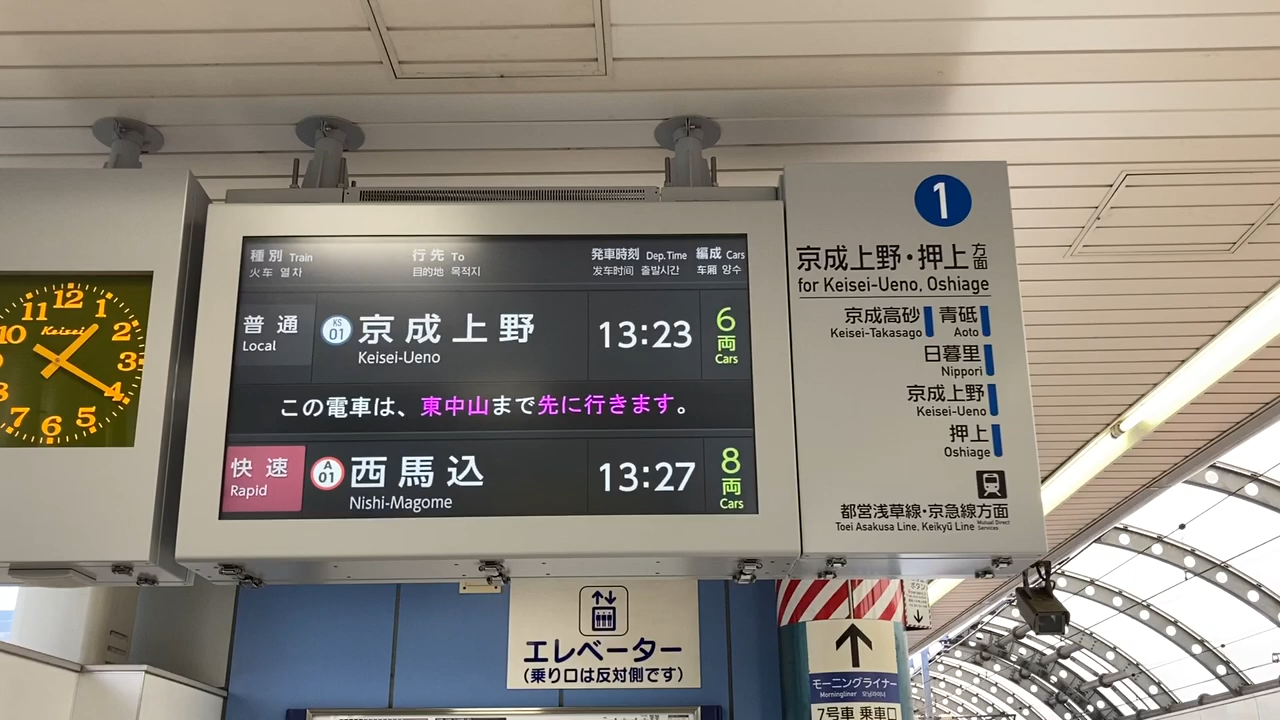 12
11 1
10 2
3
4
7 5
6
Keisei
種別 Train
火车 열차
行先 To
目的地 목적지
発車時刻 Dep.Time
发车时间 출발시간
編成 Cars
车厢 량수
普通
Local
KS
01
京成上野
Keisei-Ueno
13:23
6
両
Cars
この電車は、東中山まで先に行きます。
快速
Rapid
A
01
西馬込
Nishi-Magome
13:27
8
両
Cars
1
京成上野・押上方面
for Keisei-Ueno, Oshiage
京成高砂 青砥
Keisei-Takasago Aoto
日暮里
Nippori
京成上野
Keisei-Ueno
押上
Oshiage
都営浅草線・京急線方面
Toei Asakusa Line, Keikyū Line Mutual Direct Services
エレベーター
(乗り口は反対側です)
モーニングライナー
Morningliner 모닝라이너
7号車 乗車口